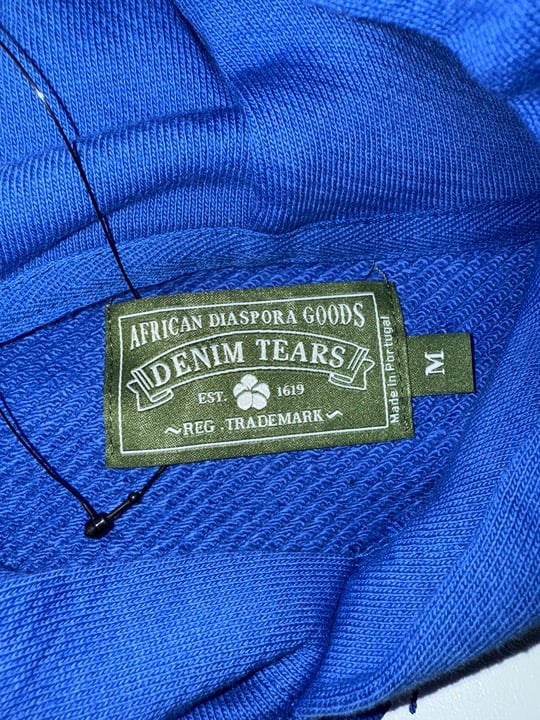 AFRICAN DIASPORA GOODS
DENIM TEARS
EST. 1619
~REG. TRADEMARK~
Made in Portugal
M